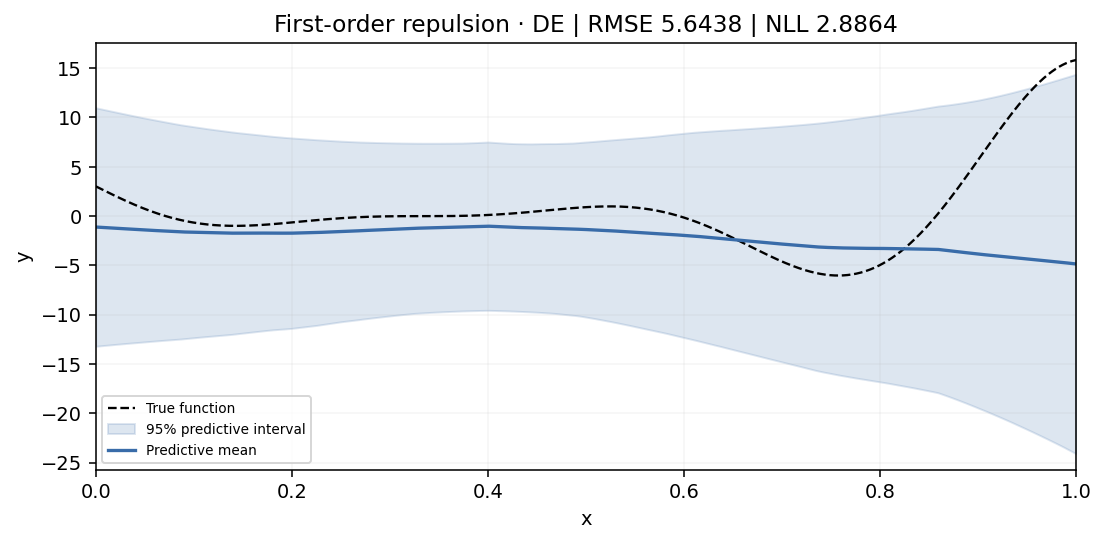 First-order repulsion · DE | RMSE 5.6438 | NLL 2.8864
15
10
5
0
−5
−10
−15
−20
−25
y
True function
95% predictive interval
Predictive mean
0.0 0.2 0.4 0.6 0.8 1.0
x